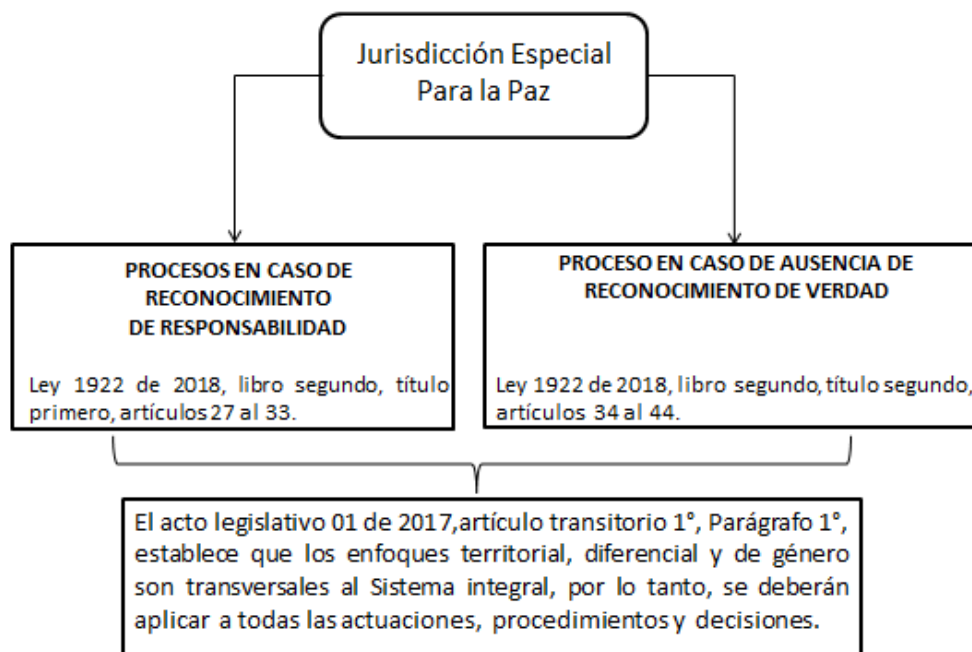 Jurisdicción Especial
Para la Paz
PROCESOS EN CASO DE
RECONOCIMIENTO
DE RESPONSABILIDAD
Ley 1922 de 2018, libro segundo, título
primero, artículos 27 al 33.
PROCESO EN CASO DE AUSENCIA DE
RECONOCIMIENTO DE VERDAD
Ley 1922 de 2018, libro segundo, título segundo,
artículos 34 al 44.
El acto legislativo 01 de 2017,artículo transitorio 1°, Parágrafo 1°,
establece que los enfoques territorial, diferencial y de género
son transversales al Sistema integral, por lo tanto, se deberán
aplicar a todas las actuaciones, procedimientos y decisiones.